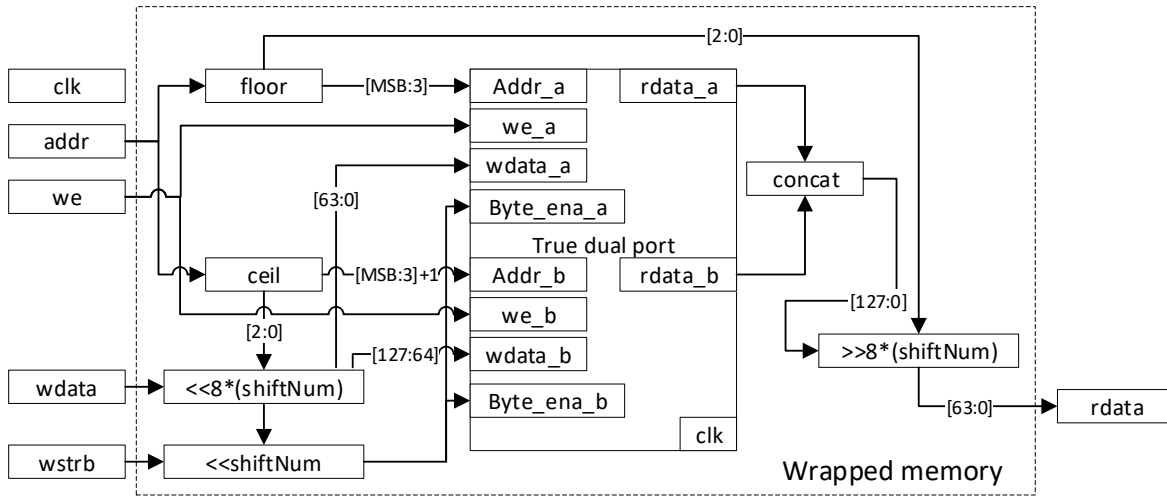 [2:0]
clk
floor
[MSB:3]
Addr_a
rdata_a
addr
we_a
wdata_a
concat
we
[63:0]
Byte_ena_a
True dual port
ceil
[MSB:3]+1
Addr_b
rdata_b
[127:0]
we_b
[2:0]
>>8*(shiftNum)
[127:64]
wdata_b
wdata
<<8*(shiftNum)
Byte_ena_b
[63:0]
rdata
clk
wstrb
<<shiftNum
Wrapped memory